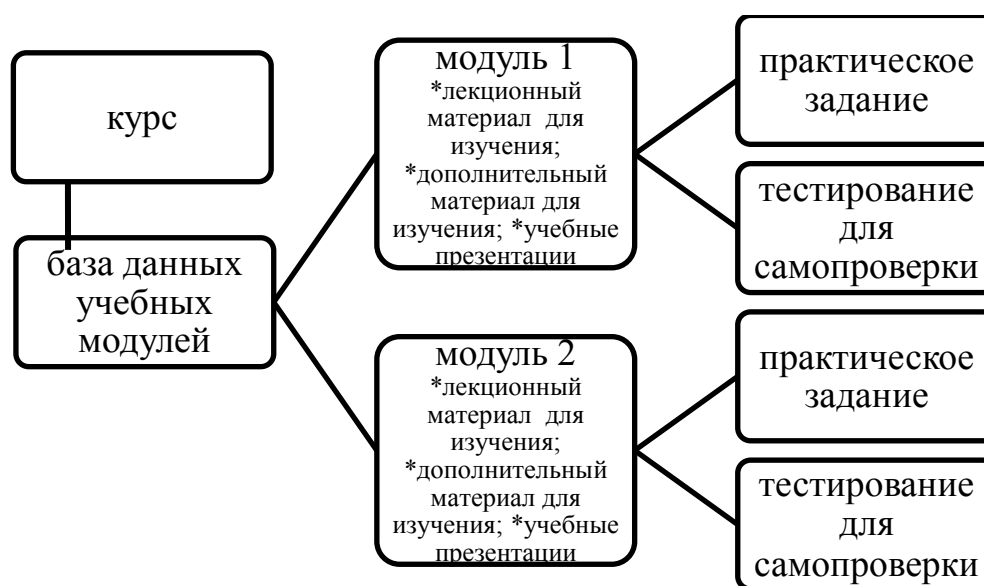 курс
база данных
учебных
модулей
модуль 1
*лекционный
материал для
изучения;
*дополнительный
материал для
изучения; *учебные
презентации
практическое
задание
тестирование
для
самопроверки
модуль 2
*лекционный
материал для
изучения;
*дополнительный
материал для
изучения; *учебные
презентации
практическое
задание
тестирование
для
самопроверки